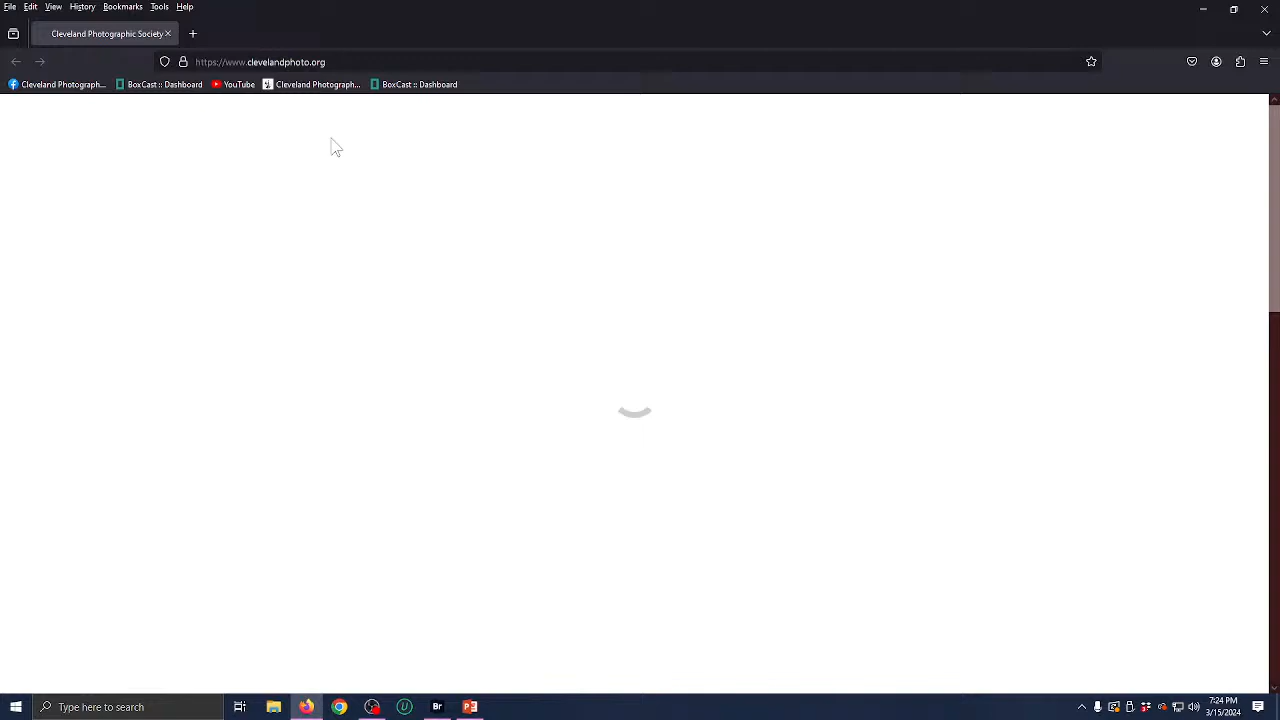 File Edit View History Bookmarks Tools Help
Cleveland Photographic Society
https://www.clevelandphoto.org
Cleveland Photograph... BoxCast :: Dashboard YouTube Cleveland Photograph... BoxCast :: Dashboard
Type here to search
Br
7:24 PM
3/15/2024